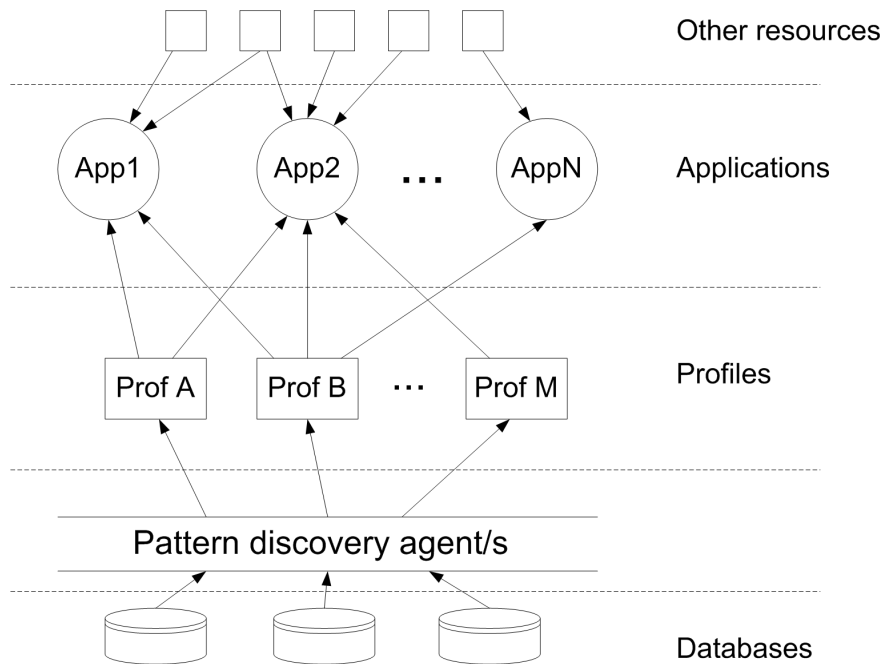 Other resources
App1 App2 ... AppN Applications
Prof A Prof B ... Prof M Profiles
Pattern discovery agent/s
Databases